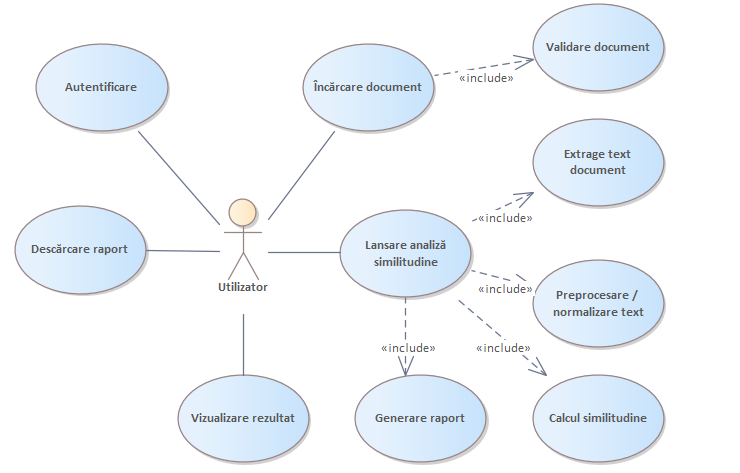 Validare document
«include»
Autentificare
Încărcare document
Extrage text
document
«include»
Descărcare raport
Utilizator
Lansare analiză
similitudine
«include»
Preprocesare /
normalizare text
«include»
«include»
Vizualizare rezultat
Generare raport
Calcul similitudine